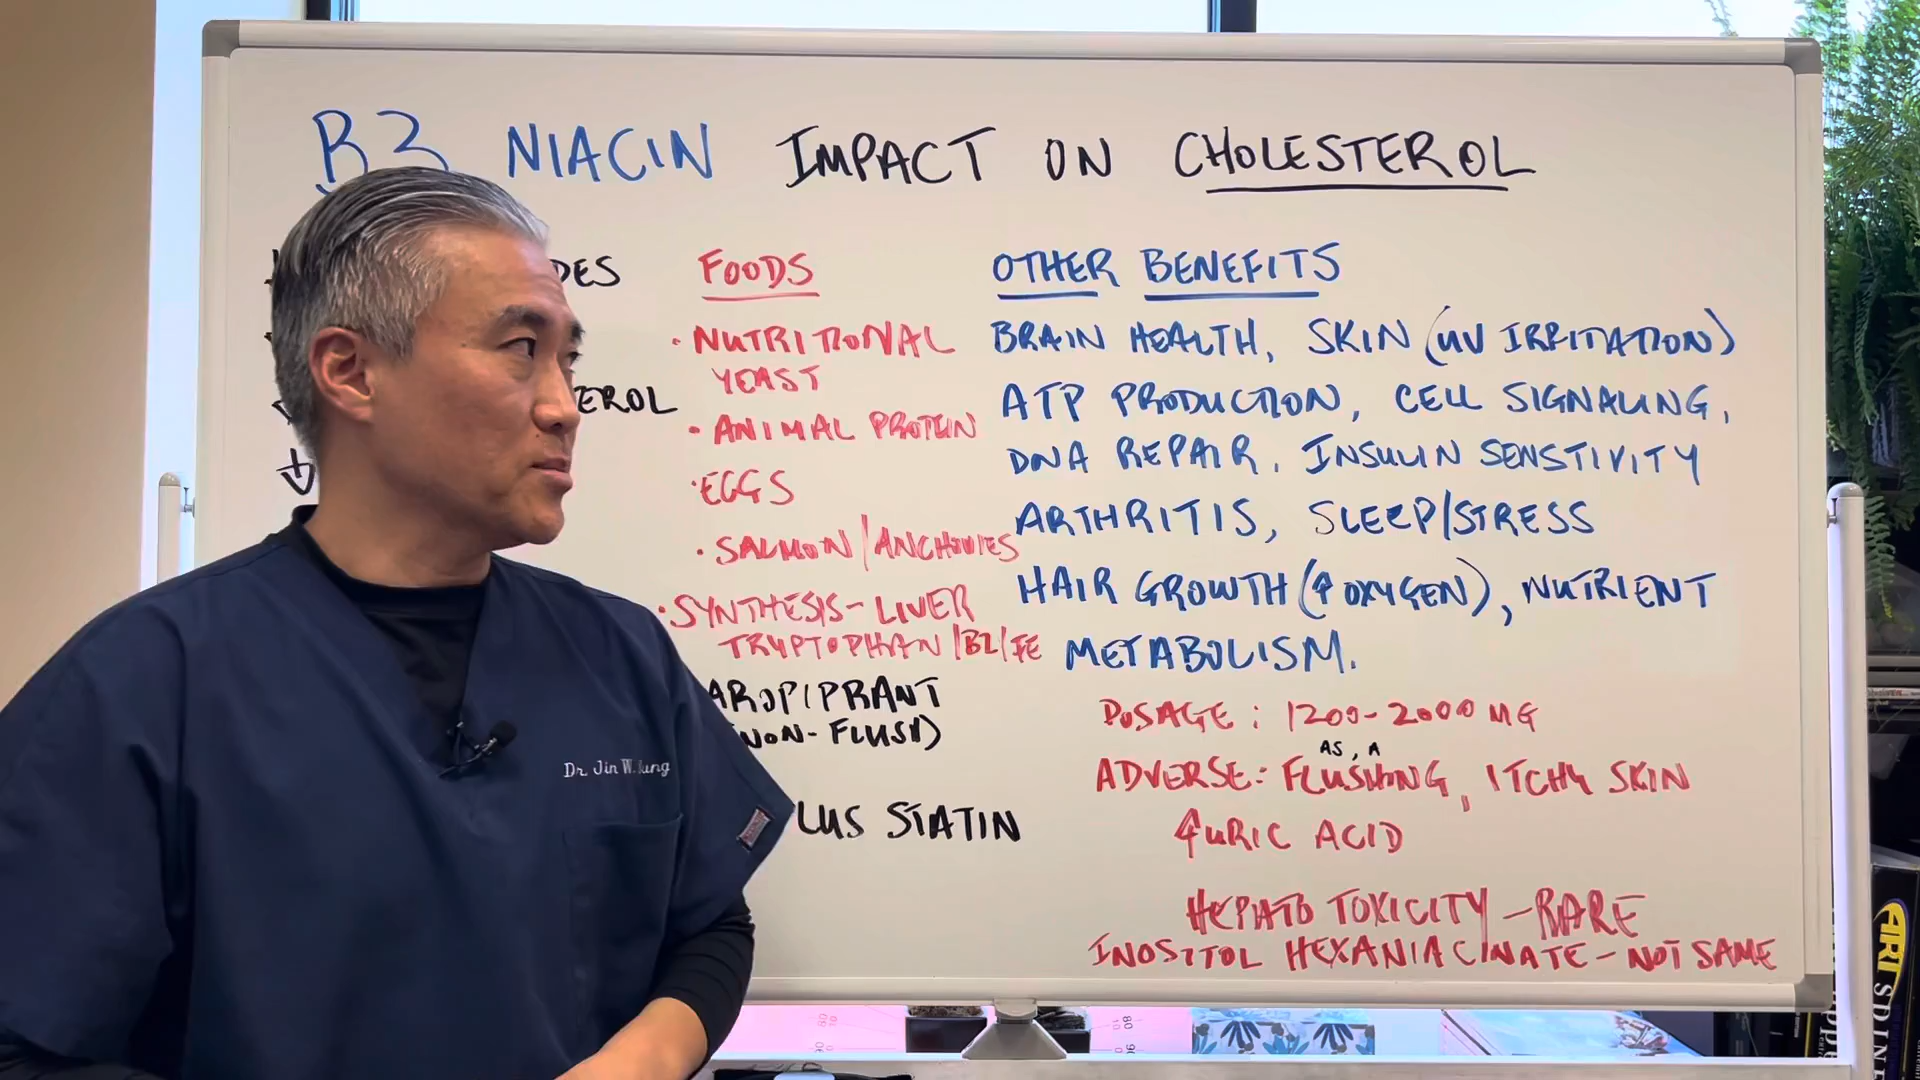 B3 NIACIN IMPACT ON CHOLESTEROL
DES
EROL
↓
FOODS
· NUTRITIONAL
YEAST
· ANIMAL PROTEIN
· EGGS
· SALMON/ANCHOVIES
· SYNTHESIS-LIVER
TRYPTOPHAN/B2/FE
AROPIPRANT
NON-FLUSH)
LUS STATIN
OTHER BENEFITS
BRAIN HEALTH, SKIN (UV IRRITATION)
ATP PRODUCTION, CELL SIGNALING,
DNA REPAIR, INSULIN SENSTIVITY
ARTHRITIS, SLEEP/STRESS
HAIR GROWTH (↑ OXYGEN), NUTRIENT
METABOLISM.
DOSAGE: 1200-2000 MG
AS, A
ADVERSE: FLUSHING, ITCHY SKIN
↑ URIC ACID
HEPATO TOXICITY - RARE
INOSITOL HEXANIACINATE - NOT SAME
Dr. Jin W. Sung